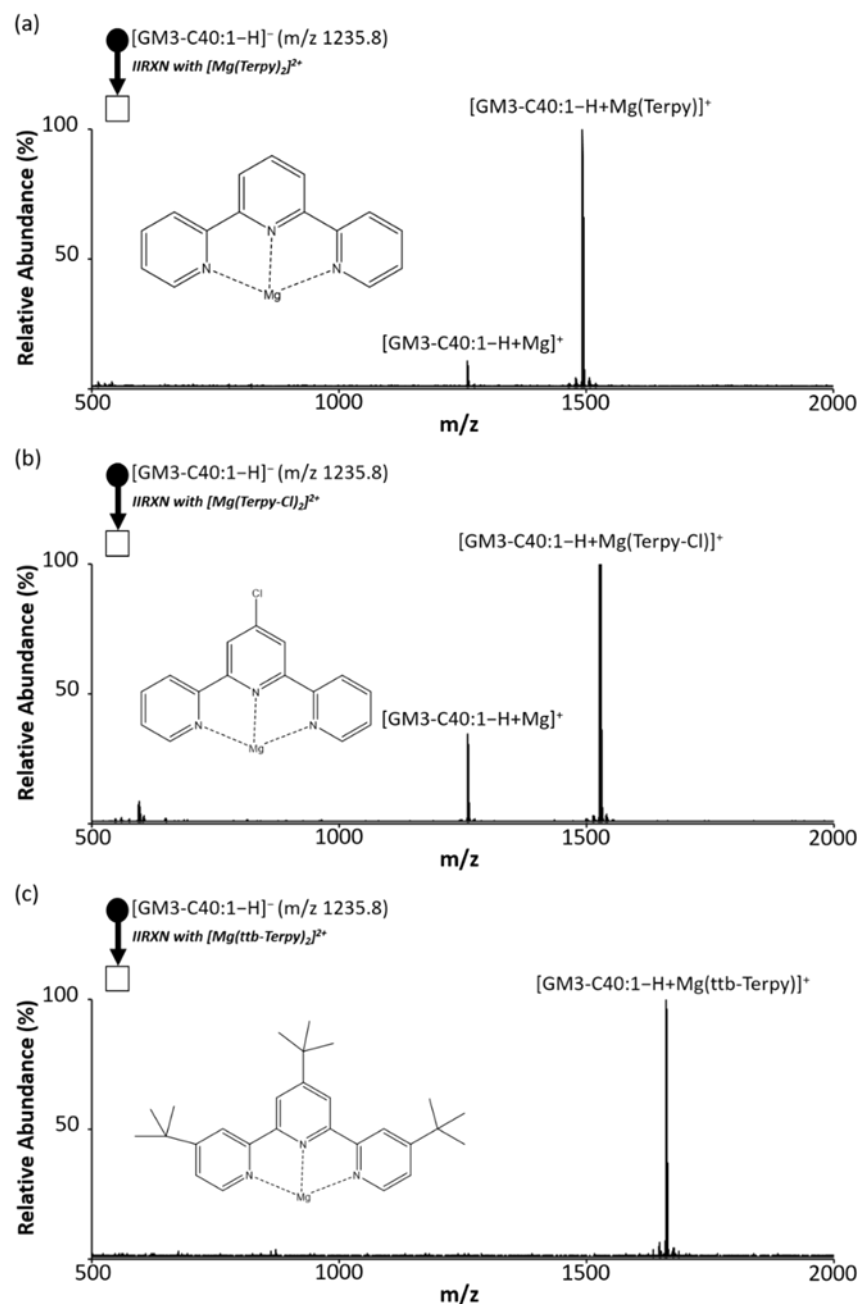 (a)
[GM3-C40:1−H]⁻ (m/z 1235.8)
IIRXN with [Mg(Terpy)₂]²⁺
[GM3-C40:1−H+Mg(Terpy)]⁺
100
50
Relative Abundance (%)
N
N
N
Mg
[GM3-C40:1−H+Mg]⁺
500
1000
1500
2000
m/z
(b)
[GM3-C40:1−H]⁻ (m/z 1235.8)
IIRXN with [Mg(Terpy-Cl)₂]²⁺
[GM3-C40:1−H+Mg(Terpy-Cl)]⁺
100
50
Relative Abundance (%)
Cl
N
N
N
Mg
[GM3-C40:1−H+Mg]⁺
500
1000
1500
2000
m/z
(c)
[GM3-C40:1−H]⁻ (m/z 1235.8)
IIRXN with [Mg(ttb-Terpy)₂]²⁺
[GM3-C40:1−H+Mg(ttb-Terpy)]⁺
100
50
Relative Abundance (%)
N
N
N
Mg
500
1000
1500
2000
m/z